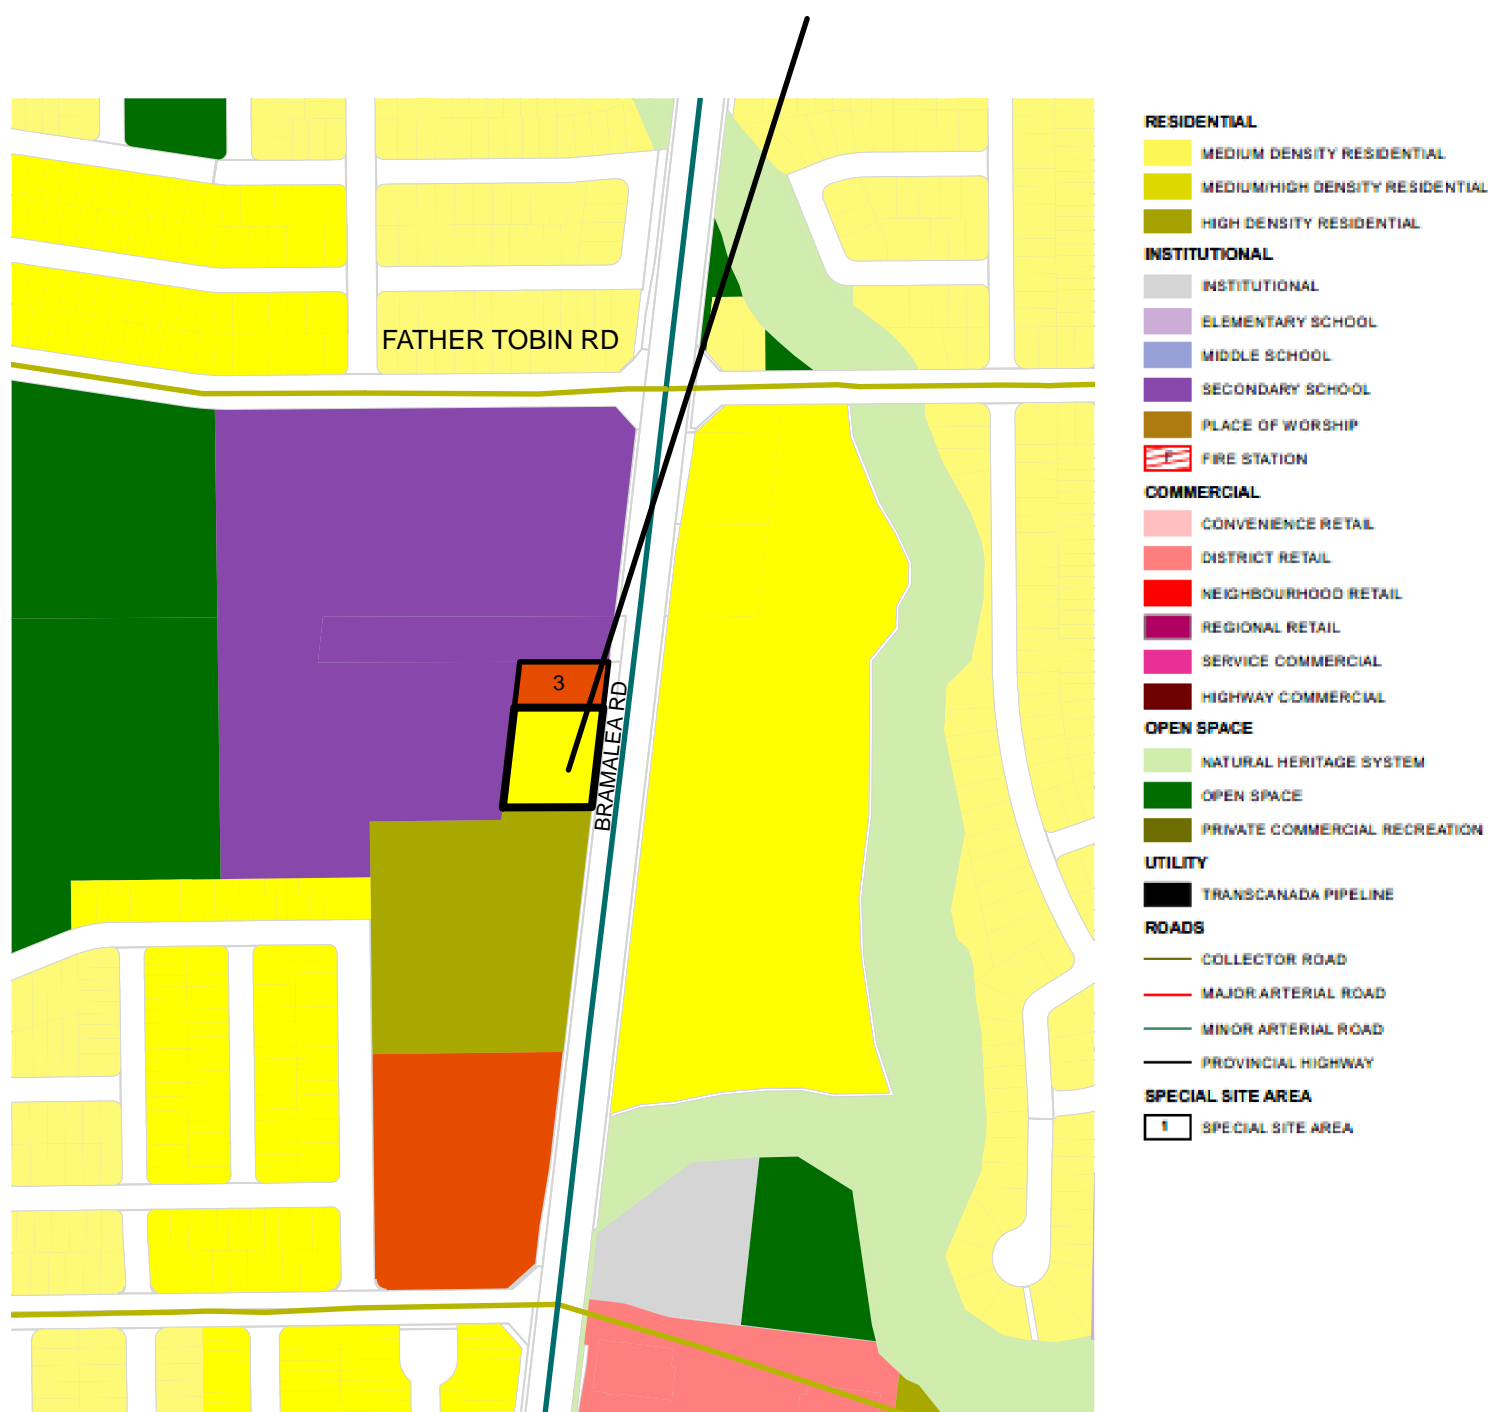 FATHER TOBIN RD
3
BRAMALEA RD
RESIDENTIAL
MEDIUM DENSITY RESIDENTIAL
MEDIUM/HIGH DENSITY RESIDENTIAL
HIGH DENSITY RESIDENTIAL
INSTITUTIONAL
INSTITUTIONAL
ELEMENTARY SCHOOL
MIDDLE SCHOOL
SECONDARY SCHOOL
PLACE OF WORSHIP
F FIRE STATION
COMMERCIAL
CONVENIENCE RETAIL
DISTRICT RETAIL
NEIGHBOURHOOD RETAIL
REGIONAL RETAIL
SERVICE COMMERCIAL
HIGHWAY COMMERCIAL
OPEN SPACE
NATURAL HERITAGE SYSTEM
OPEN SPACE
PRIVATE COMMERCIAL RECREATION
UTILITY
TRANSCANADA PIPELINE
ROADS
COLLECTOR ROAD
MAJOR ARTERIAL ROAD
MINOR ARTERIAL ROAD
PROVINCIAL HIGHWAY
SPECIAL SITE AREA
1 SPECIAL SITE AREA